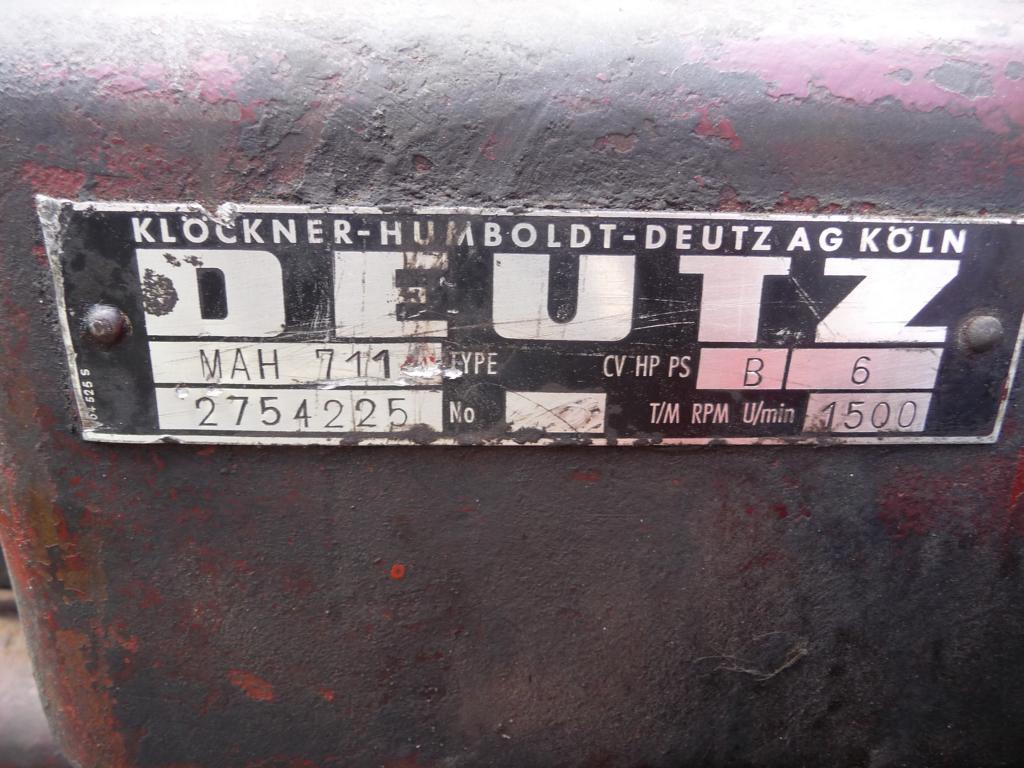 KLÖCKNER-HUMBOLDT-DEUTZ AG KÖLN
DEUTZ
MAH 711 TYPE CV HP PS B 6
2754225 No T/M RPM U/min 1500